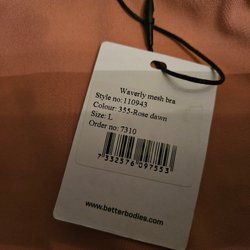 Waverly mesh bra
Style no: 110943
Colour: 355-Rose dawn
Size: L
Order no: 7310
7 332576 097553
www.betterbodies.com